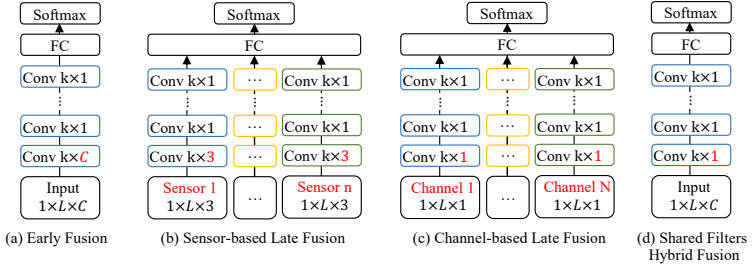 Softmax
FC
Conv k×1
⋮
Conv k×1
Conv k×C
Input
1×L×C
(a) Early Fusion
Softmax
FC
Conv k×1 ⋯ Conv k×1
⋮ ⋮ ⋮
Conv k×1 ⋯ Conv k×1
Conv k×3 ⋯ Conv k×3
Sensor 1 ⋯ Sensor n
1×L×3 1×L×3
(b) Sensor-based Late Fusion
Softmax
FC
Conv k×1 ⋯ Conv k×1
⋮ ⋮ ⋮
Conv k×1 ⋯ Conv k×1
Conv k×1 ⋯ Conv k×1
Channel 1 ⋯ Channel N
1×L×1 1×L×1
(c) Channel-based Late Fusion
Softmax
FC
Conv k×1
⋮
Conv k×1
Conv k×1
Input
1×L×C
(d) Shared Filters
Hybrid Fusion